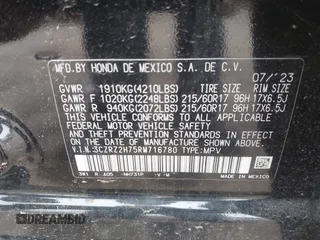 MFD.BY HONDA DE MEXICO S.A. DE C.V.
07/'23
GVWR 1910KG(4210LBS) TIRE SIZE RIM SIZE
GAWR F 1020KG(2248LBS) 215/60R17 96H 17X6.5J
GAWR R 940KG(2072LBS) 215/60R17 96H 17X6.5J
THIS VEHICLE CONFORMS TO ALL APPLICABLE
FEDERAL MOTOR VEHICLE SAFETY
AND THEFT PREVENTION STANDARDS IN EFFECT ON
THE DATE OF MANUFACTURE SHOWN ABOVE.
V.I.N. 3CZRZ2H75RM716780 TYPE:MPV
3W1 R A05 NH731P V-M MADE IN MEXICO
DREAMBID